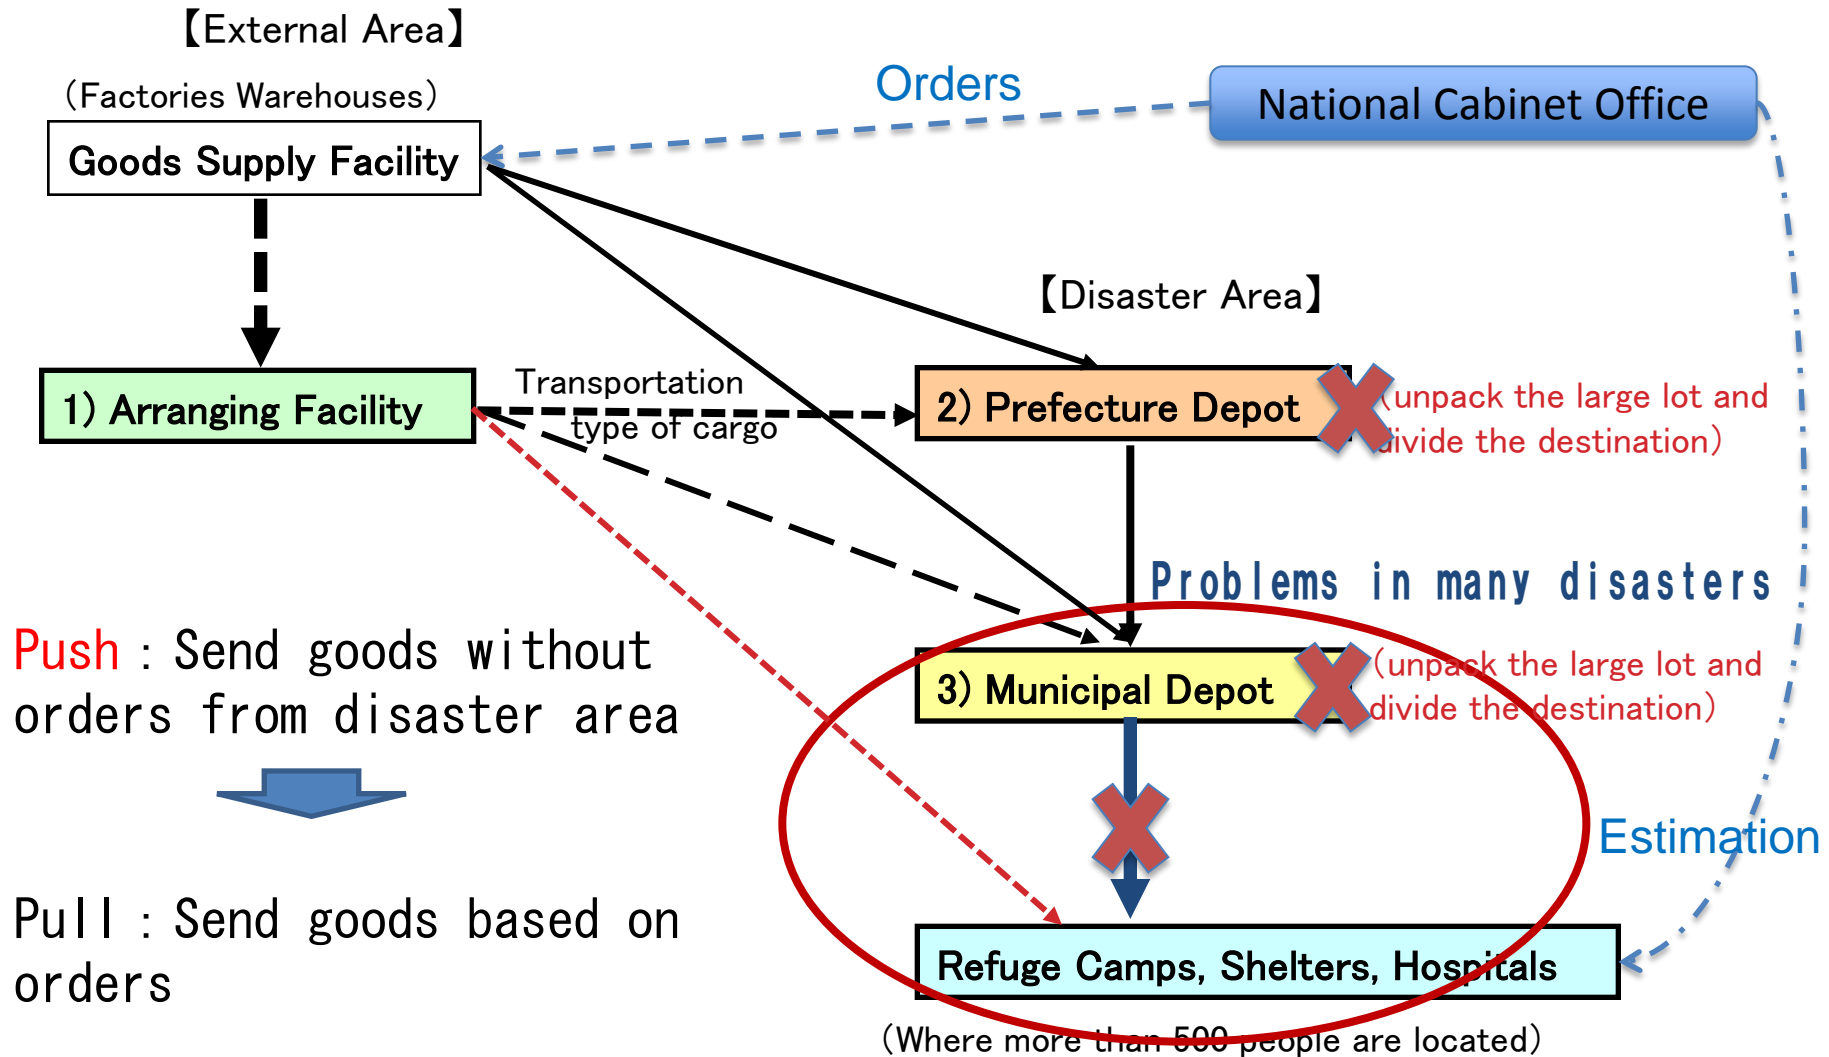 【External Area】
（Factories Warehouses）
Goods Supply Facility
Orders
National Cabinet Office
【Disaster Area】
1) Arranging Facility
Transportation
type of cargo
2) Prefecture Depot
（unpack the large lot and
divide the destination）
Problems in many disasters
Push：Send goods without
orders from disaster area
3) Municipal Depot
（unpack the large lot and
divide the destination）
Estimation
Pull：Send goods based on
orders
Refuge Camps, Shelters, Hospitals
（Where more than 500 people are located）